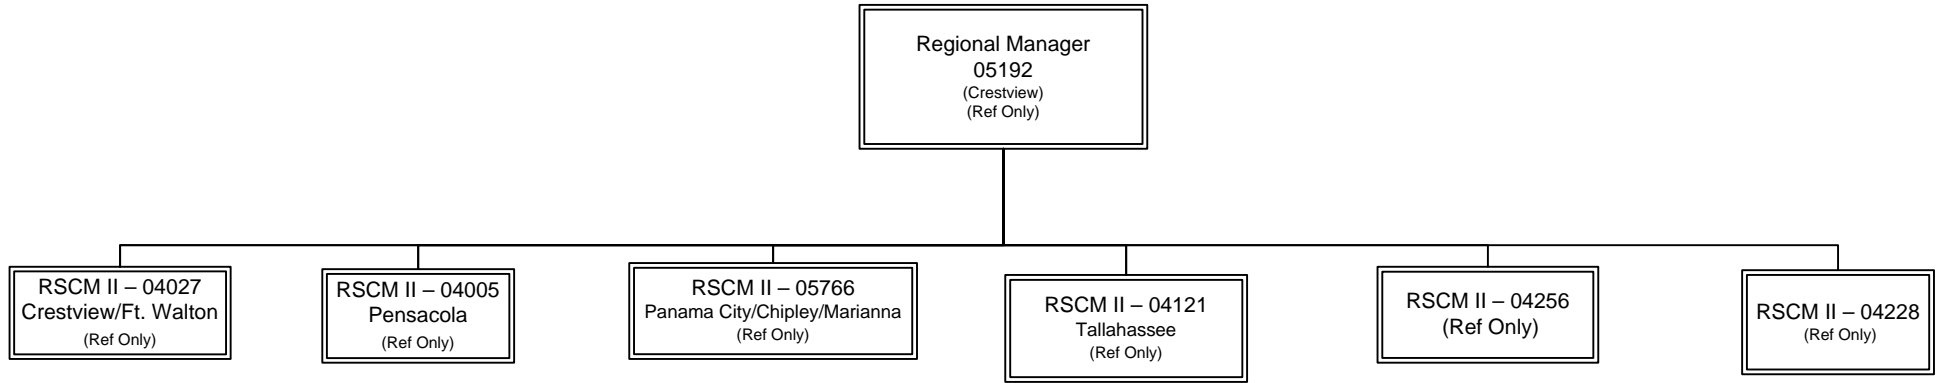 Regional Manager
05192
(Crestview)
(Ref Only)
RSCM II – 04027
Crestview/Ft. Walton
(Ref Only)
RSCM II – 04005
Pensacola
(Ref Only)
RSCM II – 05766
Panama City/Chipley/Marianna
(Ref Only)
RSCM II – 04121
Tallahassee
(Ref Only)
RSCM II – 04256
(Ref Only)
RSCM II – 04228
(Ref Only)